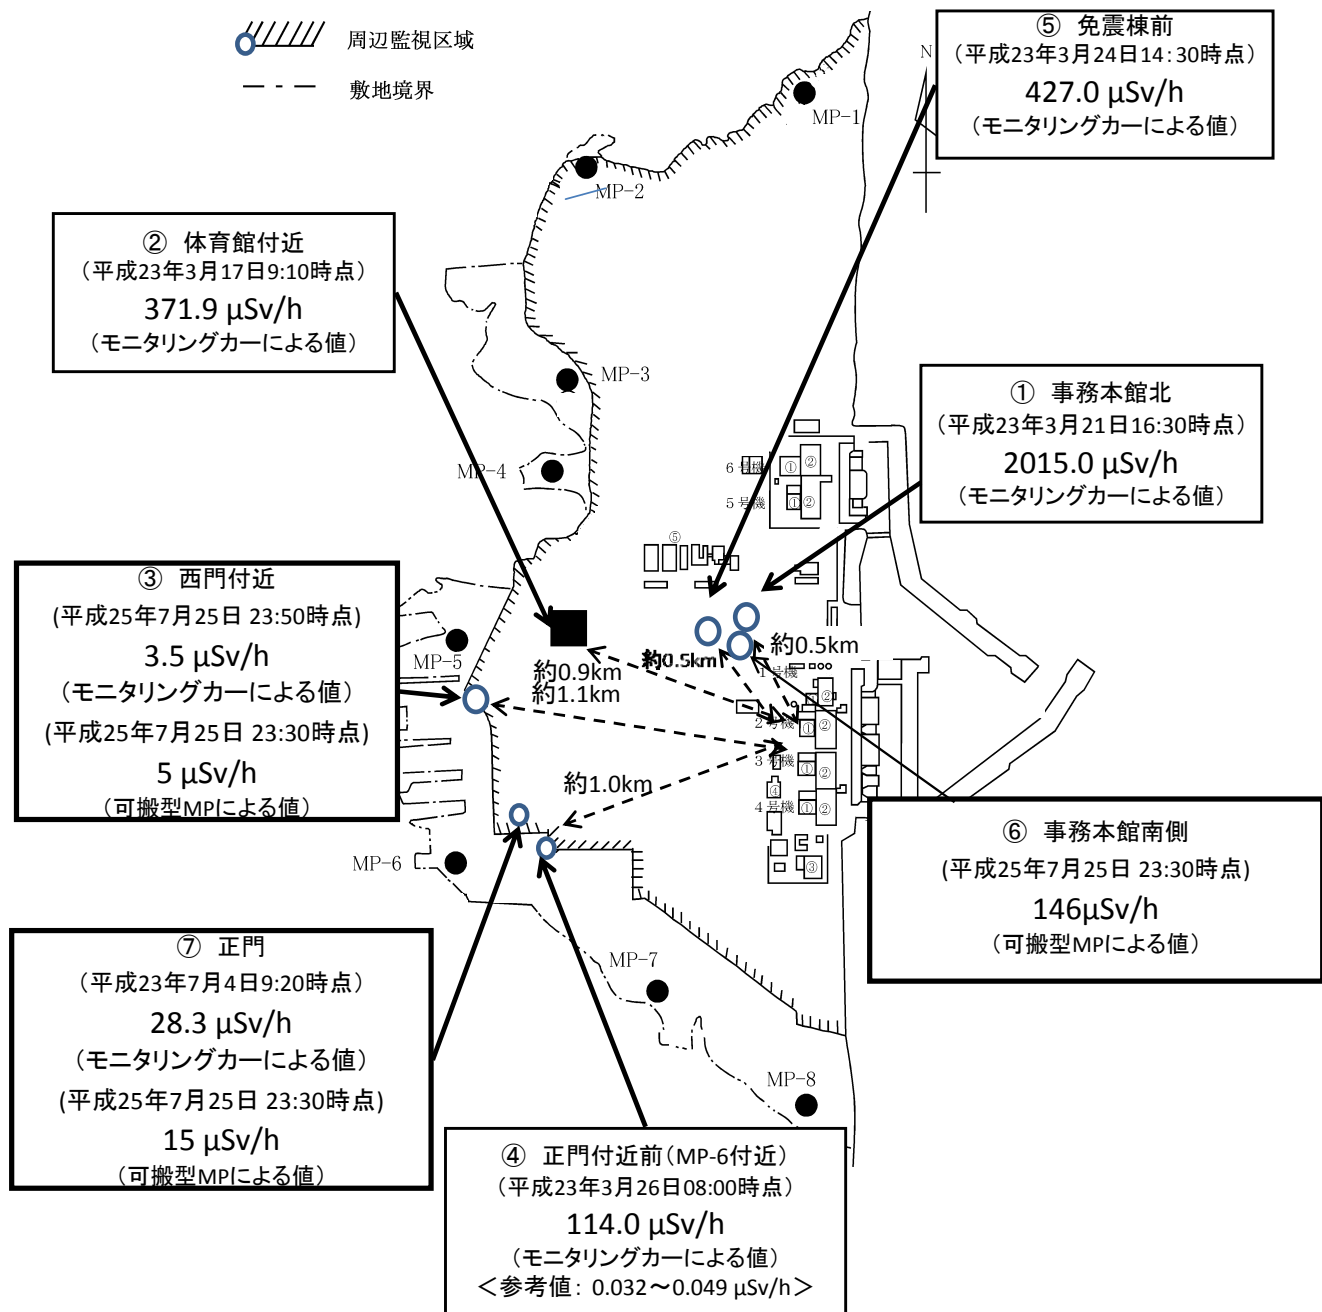 周辺監視区域
敷地境界
⑤ 免震棟前
（平成23年3月24日14：30時点）
427.0 μSv/h
（モニタリングカーによる値）
N
MP-1
MP-2
② 体育館付近
（平成23年3月17日9:10時点）
371.9 μSv/h
（モニタリングカーによる値）
MP-3
MP-4
① 事務本館北
（平成23年3月21日16:30時点）
2015.0 μSv/h
（モニタリングカーによる値）
6号機
① ②
5号機
① ②
⑤
③ 西門付近
(平成25年7月25日 23:50時点)
3.5 μSv/h
（モニタリングカーによる値）
(平成25年7月25日 23:30時点)
5 μSv/h
（可搬型MPによる値）
MP-5
約0.9km
約1.1km
約0.5km
約0.5km
1号機
②
2号機
① ②
3号機
① ②
④
4号機
① ②
③
約1.0km
MP-6
⑥ 事務本館南側
(平成25年7月25日 23:30時点)
146μSv/h
（可搬型MPによる値）
⑦ 正門
（平成23年7月4日9:20時点）
28.3 μSv/h
（モニタリングカーによる値）
(平成25年7月25日 23:30時点)
15 μSv/h
（可搬型MPによる値）
MP-7
MP-8
④ 正門付近前（MP-6付近）
（平成23年3月26日08:00時点）
114.0 μSv/h
（モニタリングカーによる値）
＜参考値： 0.032～0.049 μSv/h＞